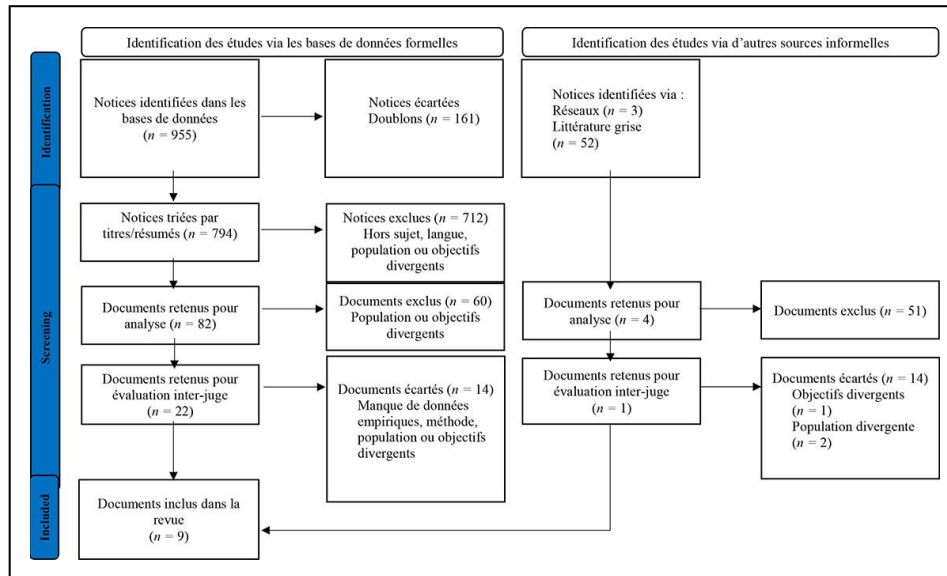 Identification des études via les bases de données formelles
Identification des études via d'autres sources informelles
Identification
Notices identifiées dans les
bases de données
(n = 955)
Notices écartées
Doublons (n = 161)
Notices identifiées via :
Réseaux (n = 3)
Littérature grise
(n = 52)
Screening
Notices triées par
titres/résumés (n = 794)
Notices exclues (n = 712)
Hors sujet, langue,
population ou objectifs
divergents
Documents retenus pour
analyse (n = 82)
Documents exclus (n = 60)
Population ou objectifs
divergents
Documents retenus pour
analyse (n = 4)
Documents exclus (n = 51)
Documents retenus pour
évaluation inter-juge
(n = 22)
Documents écartés (n = 14)
Manque de données
empiriques, méthode,
population ou objectifs
divergents
Documents retenus pour
évaluation inter-juge
(n = 1)
Documents écartés (n = 14)
Objectifs divergents
(n = 1)
Population divergente
(n = 2)
Included
Documents inclus dans la
revue
(n = 9)